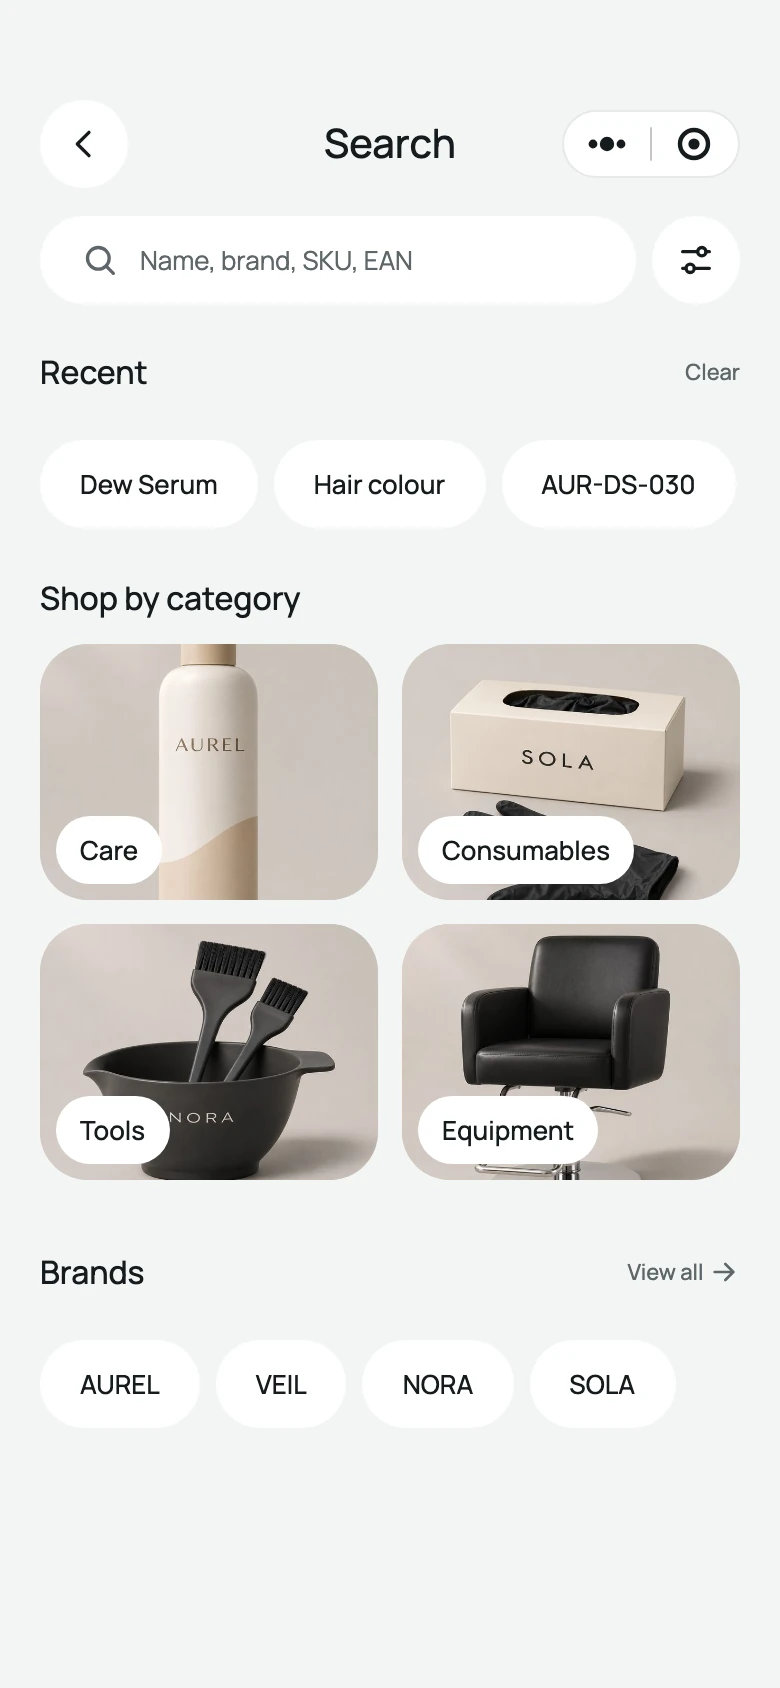 Search
Name, brand, SKU, EAN
Recent
Clear
Dew Serum
Hair colour
AUR-DS-030
Shop by category
AUREL
Care
SOLA
Consumables
NORA
Tools
Equipment
Brands
View all
AUREL
VEIL
NORA
SOLA